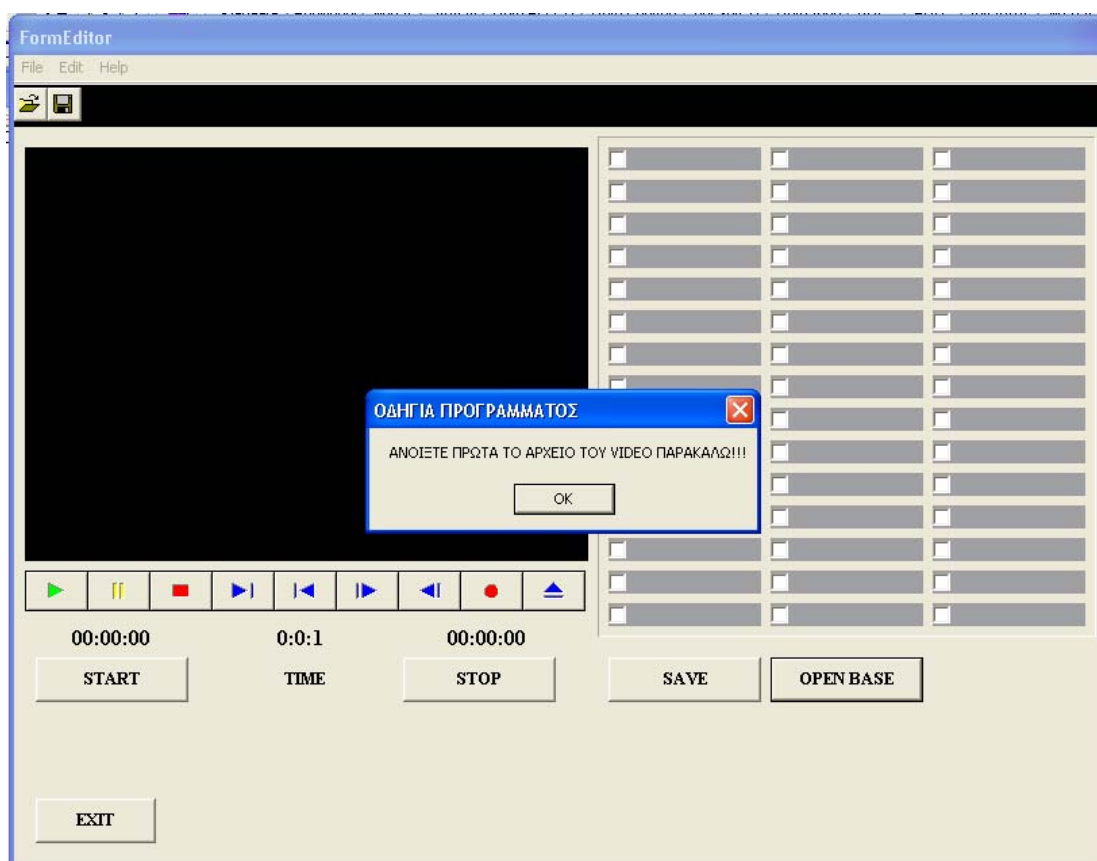 FormEditor
File Edit Help
ΟΔΗΓΙΑ ΠΡΟΓΡΑΜΜΑΤΟΣ
ΑΝΟΙΞΤΕ ΠΡΩΤΑ ΤΟ ΑΡΧΕΙΟ ΤΟΥ VIDEO ΠΑΡΑΚΑΛΩ!!!
OK
00:00:00 0:0:1 00:00:00
START TIME STOP SAVE OPEN BASE
EXIT